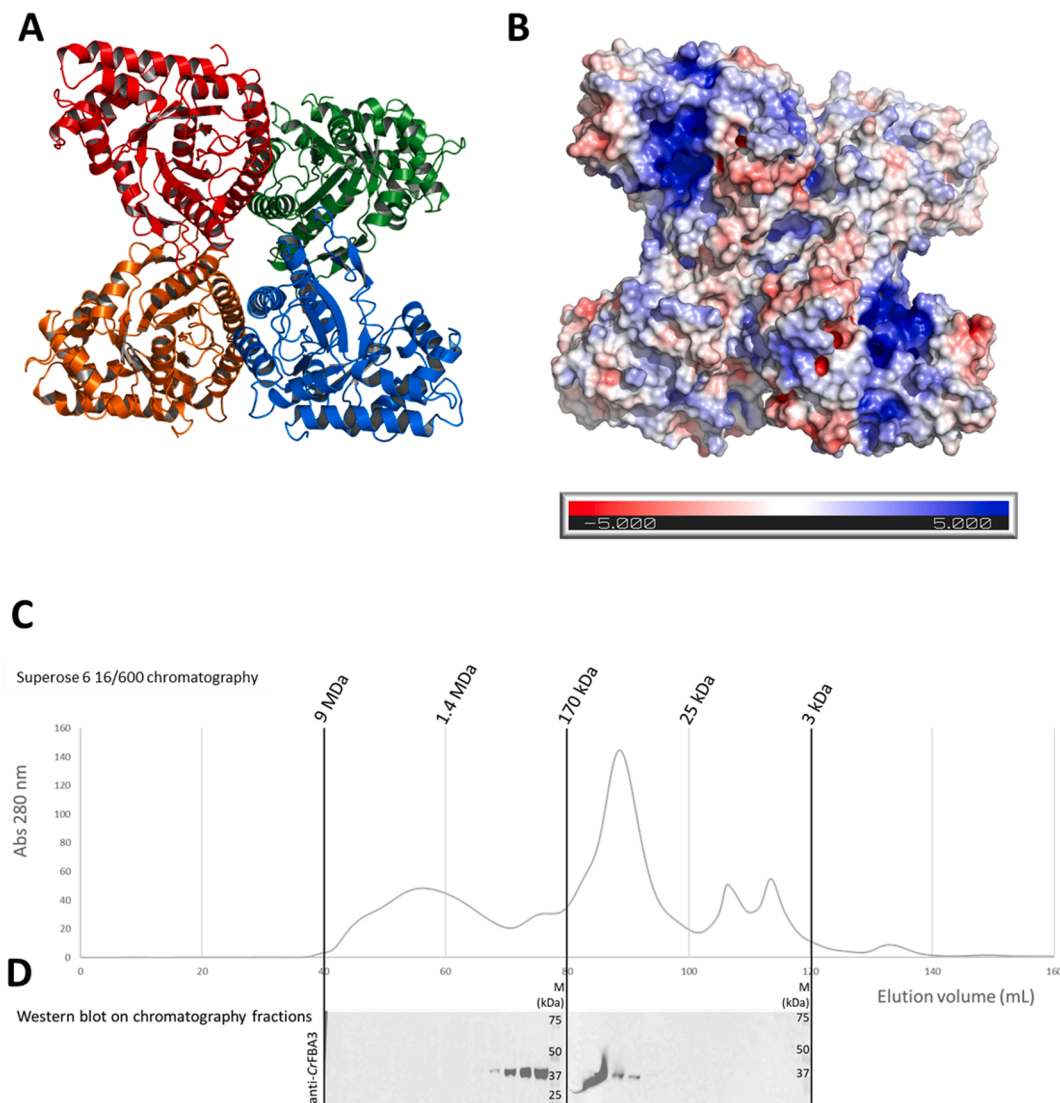 A
B
-5.000 5.000
C
Superose 6 16/600 chromatography
9 MDa 1.4 MDa 170 kDa 25 kDa 3 kDa
Abs 280 nm
160
140
120
100
80
60
40
20
0
0 20 40 60 80 100 120 140 160
Elution volume (mL)
D
Western blot on chromatography fractions
anti-CrFBA3
M
(kDa)
75
50
37
25
M
(kDa)
75
50
37